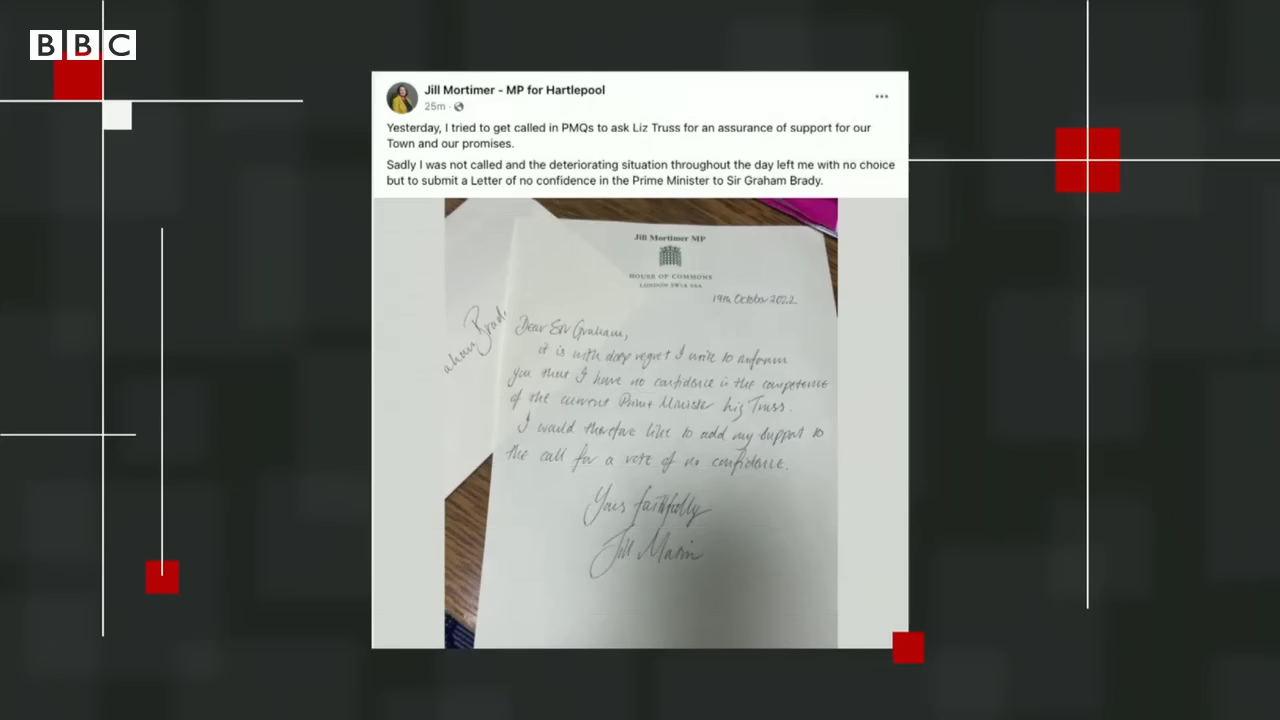 BBC
Jill Mortimer - MP for Hartlepool
25m ·
Yesterday, I tried to get called in PMQs to ask Liz Truss for an assurance of support for our
Town and our promises.
Sadly I was not called and the deteriorating situation throughout the day left me with no choice
but to submit a Letter of no confidence in the Prime Minister to Sir Graham Brady.
Jill Mortimer MP
HOUSE OF COMMONS
LONDON SW1A 0AA
19th October 2022
Dear Sir Graham,
it is with deep regret I write to inform
you that I have no confidence in the competence
of the current Prime Minister Liz Truss.
I would therefore like to add my support to
the call for a vote of no confidence.
Yours faithfully
Jill